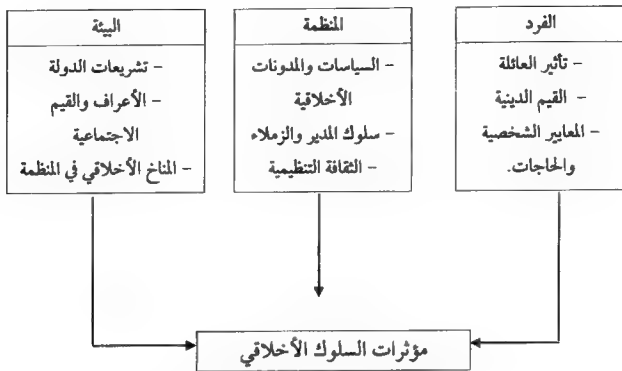 الفرد
– تأثير العائلة
– القيم الدينية
– المعايير الشخصية
والحاجات.
المنظمة
– السياسات والمدونات
الأخلاقية
– سلوك المدير والزملاء
– الثقافة التنظيمية
البيئة
– تشريعات الدولة
– الأعراف والقيم
الاجتماعية
– المناخ الأخلاقي في المنظمة
مؤثرات السلوك الأخلاقي